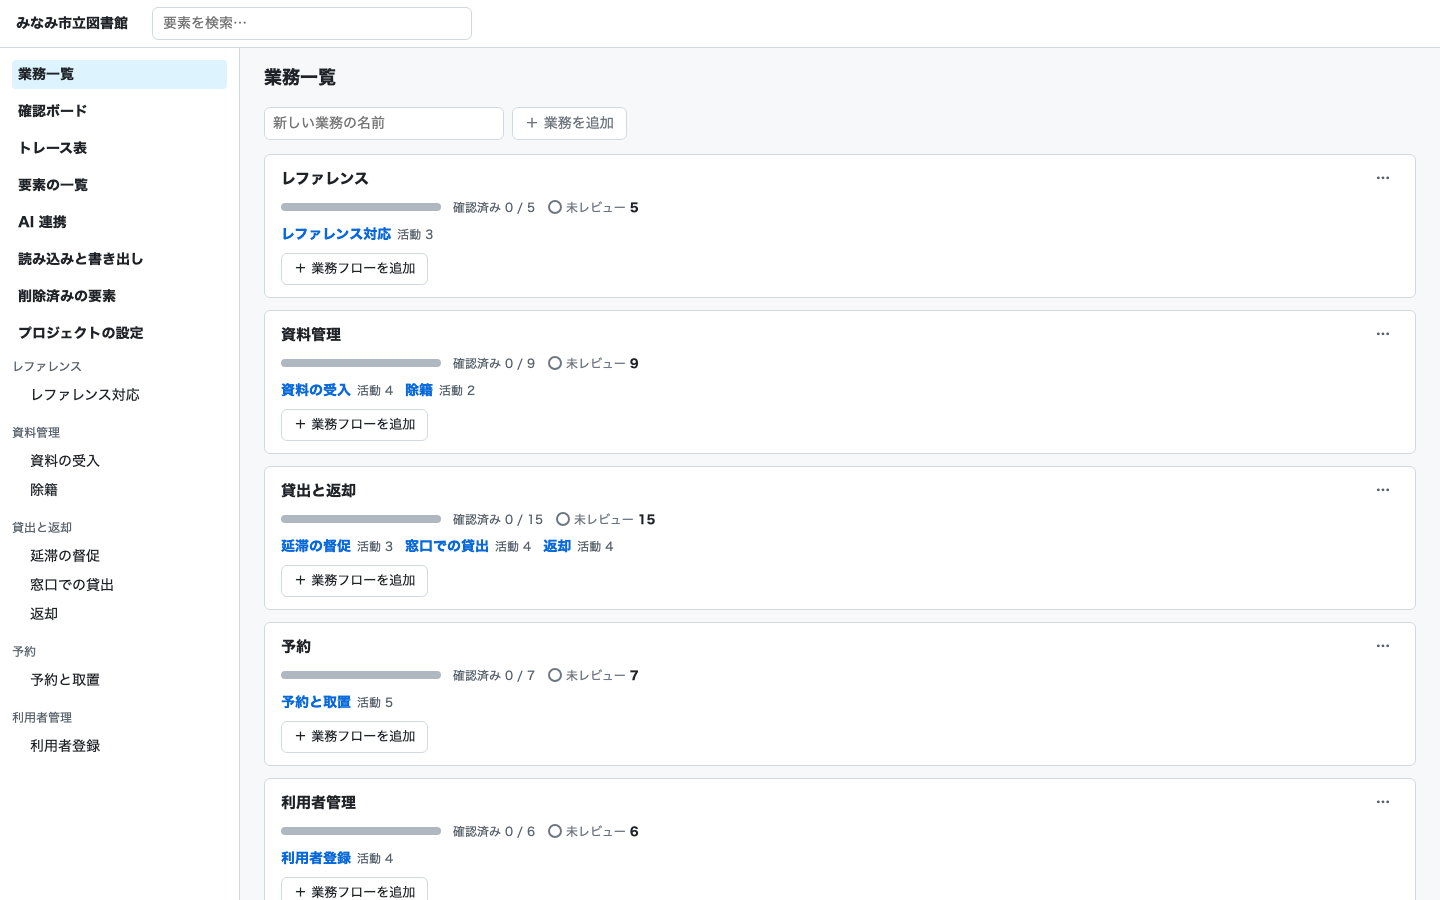 みなみ市立図書館
要素を検索…
業務一覧
確認ボード
トレース表
要素の一覧
AI 連携
読み込みと書き出し
削除済みの要素
プロジェクトの設定
レファレンス
レファレンス対応
資料管理
資料の受入
除籍
貸出と返却
延滞の督促
窓口での貸出
返却
予約
予約と取置
利用者管理
利用者登録
業務一覧
新しい業務の名前
+ 業務を追加
レファレンス
確認済み 0 / 5 未レビュー 5
レファレンス対応 活動 3
+ 業務フローを追加
資料管理
確認済み 0 / 9 未レビュー 9
資料の受入 活動 4 除籍 活動 2
+ 業務フローを追加
貸出と返却
確認済み 0 / 15 未レビュー 15
延滞の督促 活動 3 窓口での貸出 活動 4 返却 活動 4
+ 業務フローを追加
予約
確認済み 0 / 7 未レビュー 7
予約と取置 活動 5
+ 業務フローを追加
利用者管理
確認済み 0 / 6 未レビュー 6
利用者登録 活動 4
+ 業務フローを追加